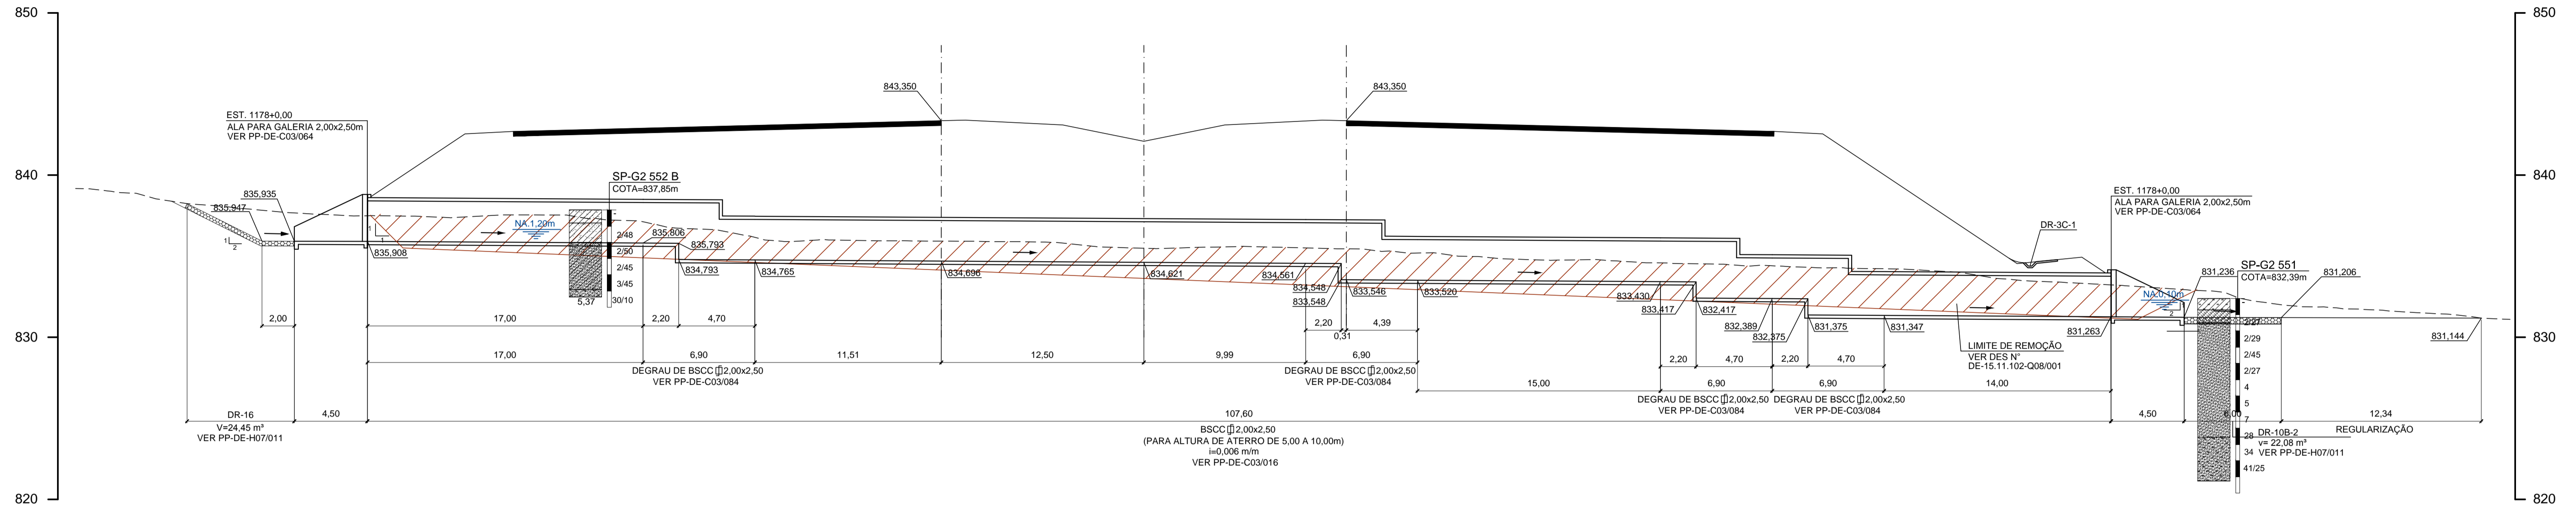 850
850
843,350
843,350
EST. 1178+0,00
ALA PARA GALERIA 2,00x2,50m
VER PP-DE-C03/064
840
840
SP-G2 552 B
COTA=837,85m
835,935
835,947
EST. 1178+0,00
ALA PARA GALERIA 2,00x2,50m
VER PP-DE-C03/064
DR-3C-1
NA.1,20m
1
2
1
1
835,908
2/48
2/50
2/45
3/45
30/10
5,37
835,806
835,793
834,793
834,765
834,696
834,621
834,561
834,548
833,548
833,546
833,520
833,430
833,417
832,417
832,389
832,375
831,375
831,347
831,263
831,236
SP-G2 551
COTA=832,39m
831,206
831,144
NA.0,10m
2
2/27
2/29
2/45
2/27
4
5
7
28
34
41/25
LIMITE DE REMOÇÃO
VER DES N°
DE-15.11.102-Q08/001
830
830
2,00
17,00
2,20
4,70
2,20
0,31
4,39
2,20
4,70
2,20
4,70
17,00
6,90
11,51
12,50
9,99
6,90
DEGRAU DE BSCC 2,00x2,50
VER PP-DE-C03/084
DEGRAU DE BSCC 2,00x2,50
VER PP-DE-C03/084
15,00
6,90
6,90
14,00
DEGRAU DE BSCC 2,00x2,50
VER PP-DE-C03/084
DEGRAU DE BSCC 2,00x2,50
VER PP-DE-C03/084
DR-16
V=24,45 m³
VER PP-DE-H07/011
4,50
107,60
BSCC 2,00x2,50
(PARA ALTURA DE ATERRO DE 5,00 A 10,00m)
i=0,006 m/m
VER PP-DE-C03/016
4,50
6,00
12,34
REGULARIZAÇÃO
DR-10B-2
v= 22,08 m³
VER PP-DE-H07/011
820
820